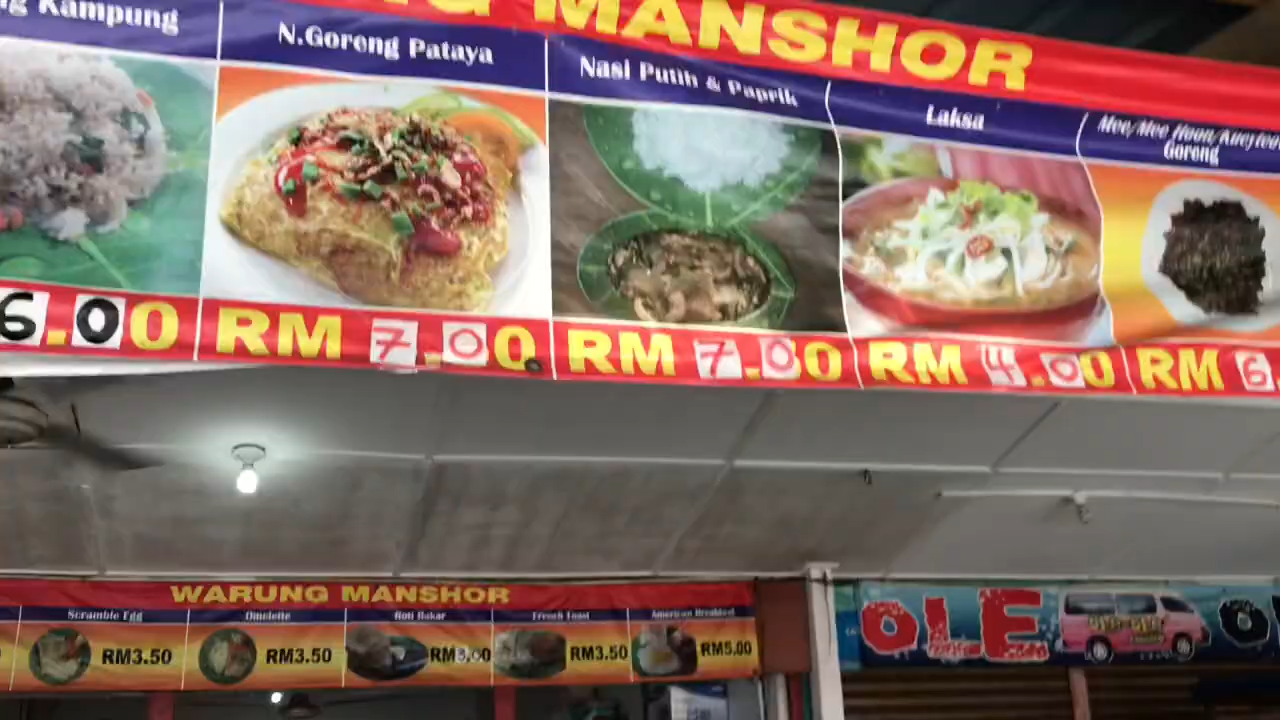 MANSHOR
Kampung
N.Goreng Pataya
Nasi Putih & Paprik
Laksa
Mee/Mee Hoon/Kuey
Goreng
6.00
RM 7.00
RM 7.00
RM 4.00
RM 6.
WARUNG MANSHOR
Scramble Egg
Omelette
Roti Bakar
French Toast
American Breakfast
RM3.50
RM3.50
RM3.00
RM3.50
RM5.00
OLE